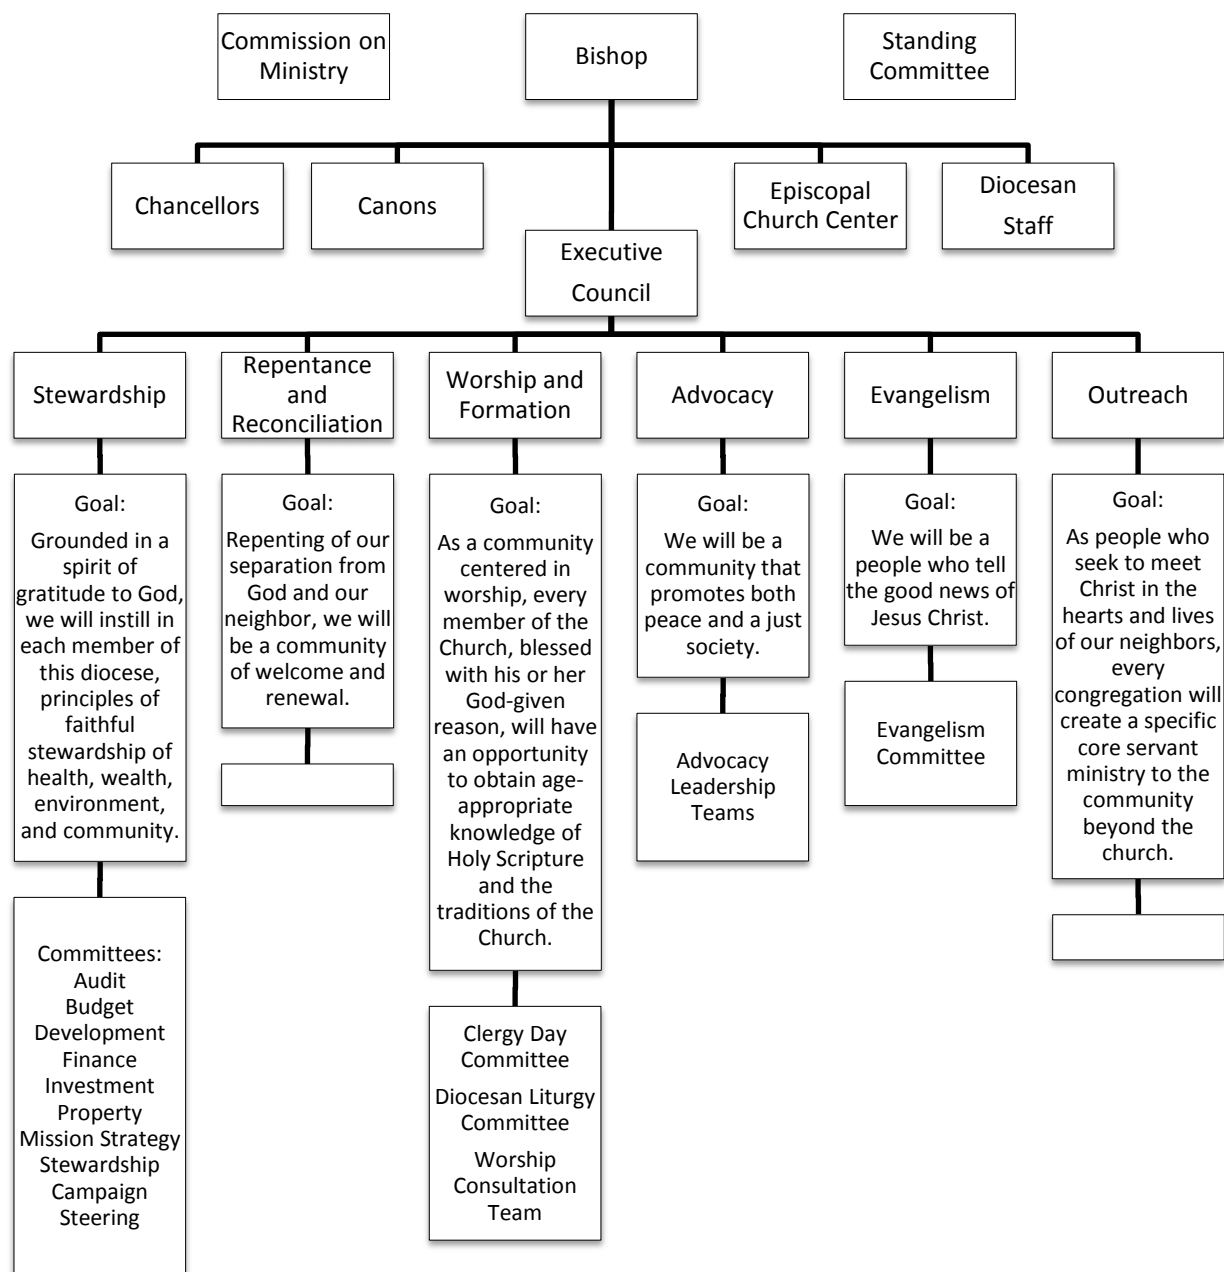 Commission on
Ministry
Bishop
Standing
Committee
Chancellors
Canons
Episcopal
Church Center
Diocesan
Staff
Executive
Council
Stewardship
Repentance
and
Reconciliation
Worship and
Formation
Advocacy
Evangelism
Outreach
Goal:
Grounded in a
spirit of
gratitude to God,
we will instill in
each member of
this diocese,
principles of
faithful
stewardship of
health, wealth,
environment,
and community.
Goal:
Repenting of our
separation from
God and our
neighbor, we will
be a community
of welcome and
renewal.
Goal:
As a community
centered in
worship, every
member of the
Church, blessed
with his or her
God-given
reason, will have
an opportunity
to obtain age-
appropriate
knowledge of
Holy Scripture
and the
traditions of the
Church.
Goal:
We will be a
community that
promotes both
peace and a just
society.
Goal:
We will be a
people who tell
the good news of
Jesus Christ.
Goal:
As people who
seek to meet
Christ in the
hearts and lives
of our neighbors,
every
congregation will
create a specific
core servant
ministry to the
community
beyond the
church.
Committees:
Audit
Budget
Development
Finance
Investment
Property
Mission Strategy
Stewardship
Campaign
Steering
Clergy Day
Committee
Diocesan Liturgy
Committee
Worship
Consultation
Team
Advocacy
Leadership
Teams
Evangelism
Committee